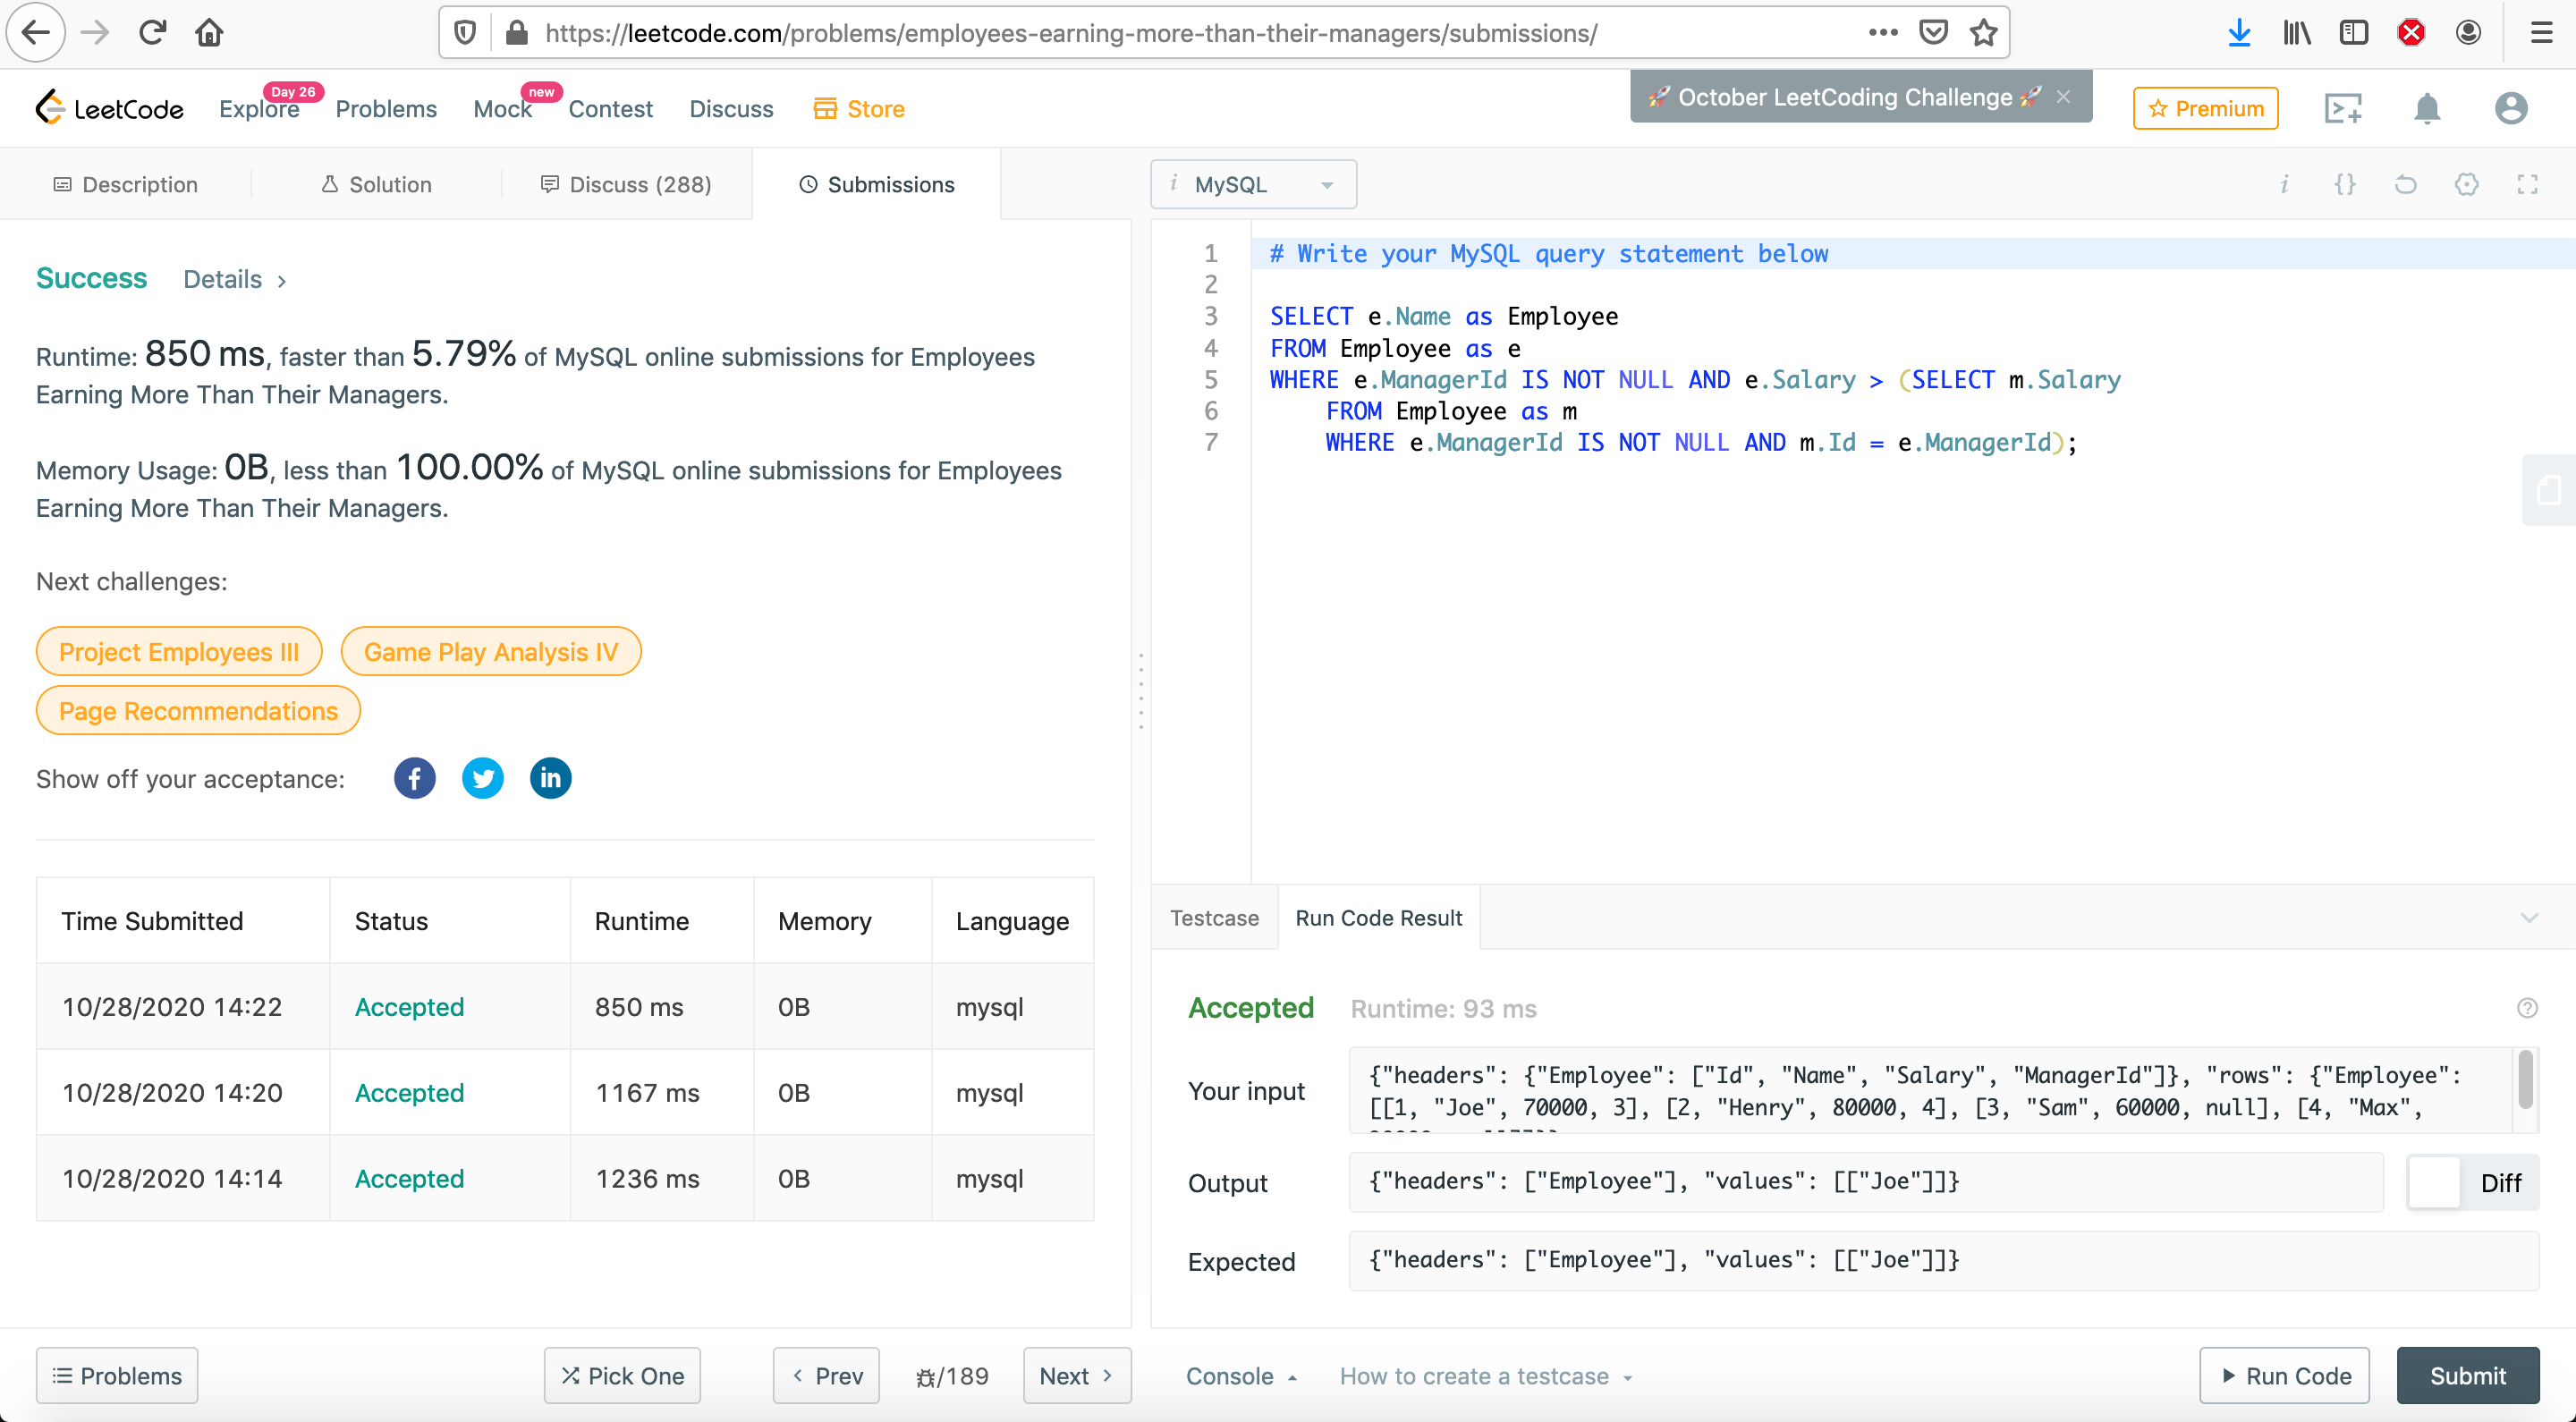 https://leetcode.com/problems/employees-earning-more-than-their-managers/submissions/
LeetCode
Explore
Day 26
Problems
Mock
new
Contest
Discuss
Store
🚀 October LeetCoding Challenge 🚀 ×
Premium
Description
Solution
Discuss (288)
Submissions
i MySQL
Success Details >
Runtime: 850 ms, faster than 5.79% of MySQL online submissions for Employees
Earning More Than Their Managers.
Memory Usage: 0B, less than 100.00% of MySQL online submissions for Employees
Earning More Than Their Managers.
Next challenges:
Project Employees III
Game Play Analysis IV
Page Recommendations
Show off your acceptance:
Time Submitted Status Runtime Memory Language
10/28/2020 14:22 Accepted 850 ms 0B mysql
10/28/2020 14:20 Accepted 1167 ms 0B mysql
10/28/2020 14:14 Accepted 1236 ms 0B mysql
Problems
Pick One
< Prev
/189
Next >
1 # Write your MySQL query statement below
2
3 SELECT e.Name as Employee
4 FROM Employee as e
5 WHERE e.ManagerId IS NOT NULL AND e.Salary > (SELECT m.Salary
6 FROM Employee as m
7 WHERE e.ManagerId IS NOT NULL AND m.Id = e.ManagerId);
Testcase
Run Code Result
Accepted Runtime: 93 ms
Your input
{"headers": {"Employee": ["Id", "Name", "Salary", "ManagerId"]}, "rows": {"Employee":
[[1, "Joe", 70000, 3], [2, "Henry", 80000, 4], [3, "Sam", 60000, null], [4, "Max",
Output
{"headers": ["Employee"], "values": [["Joe"]]}
Diff
Expected
{"headers": ["Employee"], "values": [["Joe"]]}
Console
How to create a testcase
Run Code
Submit